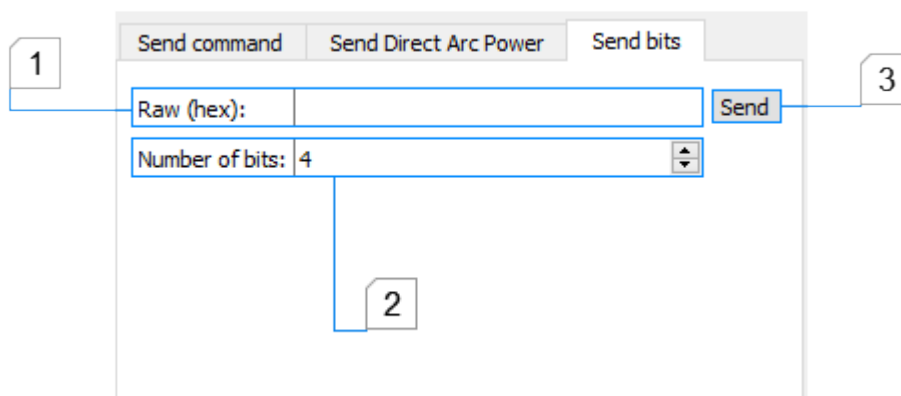 Send command Send Direct Arc Power Send bits
1
3
Raw (hex): Send
Number of bits: 4
2